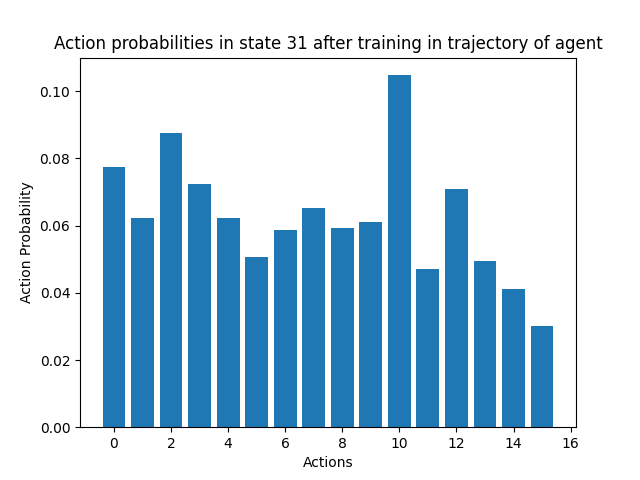 Action probabilities in state 31 after training in trajectory of agent
0.10
0.08
0.06
0.04
0.02
0.00
Action Probability
0 2 4 6 8 10 12 14 16
Actions